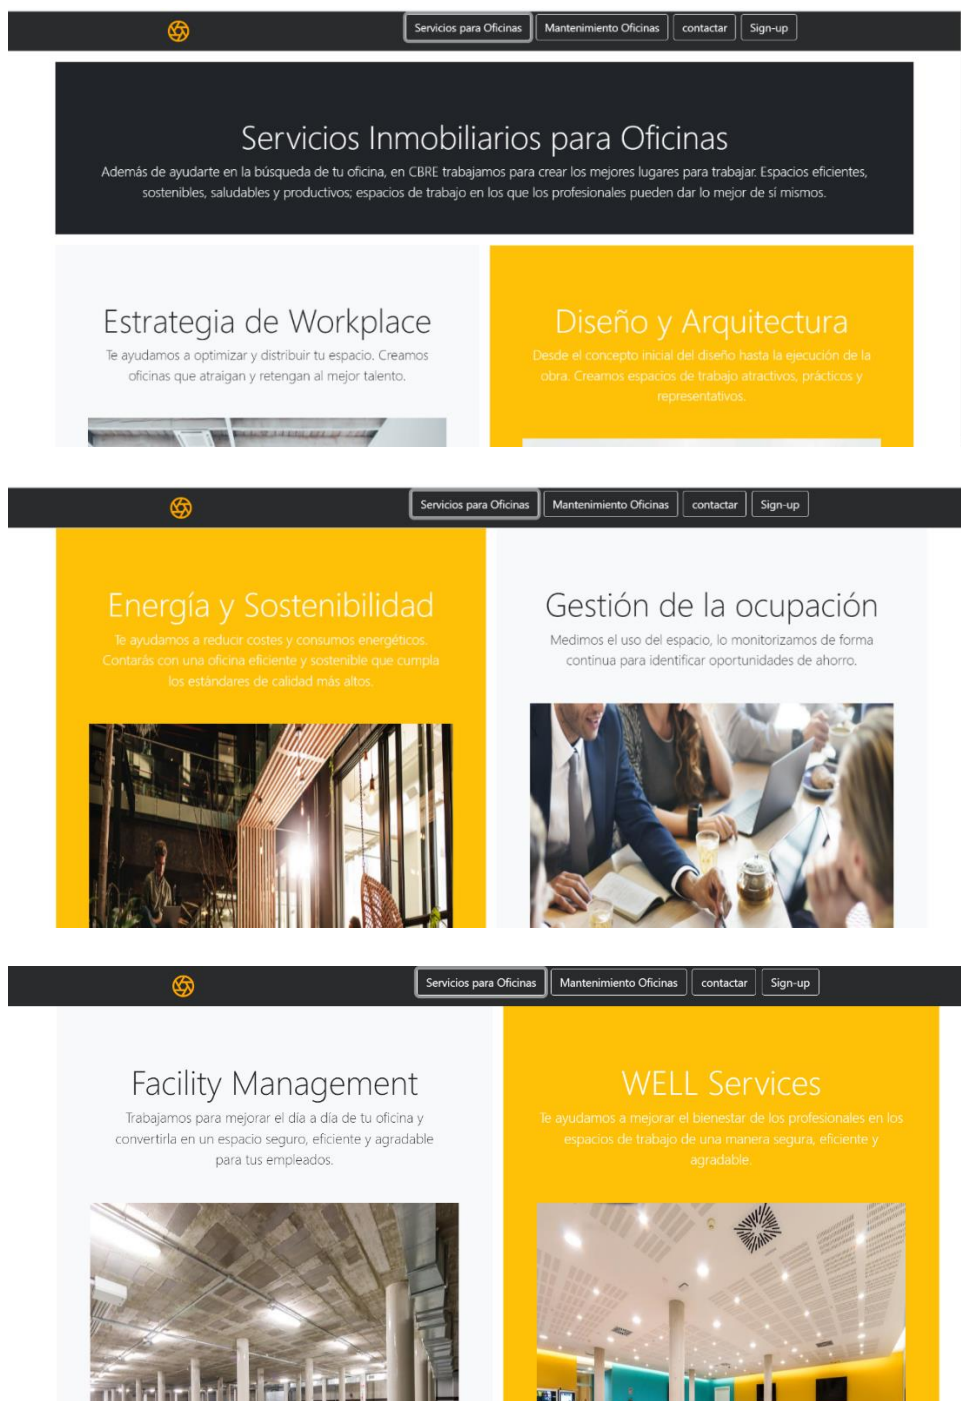 Servicios para Oficinas Mantenimiento Oficinas contactar Sign-up
Servicios Inmobiliarios para Oficinas
Además de ayudarte en la búsqueda de tu oficina, en CBRE trabajamos para crear los mejores lugares para trabajar. Espacios eficientes,
sostenibles, saludables y productivos; espacios de trabajo en los que los profesionales pueden dar lo mejor de sí mismos.
Estrategia de Workplace
Te ayudamos a optimizar y distribuir tu espacio. Creamos
oficinas que atraigan y retengan al mejor talento.
Diseño y Arquitectura
Desde el concepto inicial del diseño hasta la ejecución de la
obra. Creamos espacios de trabajo atractivos, prácticos y
representativos.
Servicios para Oficinas Mantenimiento Oficinas contactar Sign-up
Energía y Sostenibilidad
Te ayudamos a reducir costes y consumos energéticos.
Contarás con una oficina eficiente y sostenible que cumpla
los estándares de calidad más altos.
Gestión de la ocupación
Medimos el uso del espacio, lo monitorizamos de forma
continua para identificar oportunidades de ahorro.
Servicios para Oficinas Mantenimiento Oficinas contactar Sign-up
Facility Management
Trabajamos para mejorar el día a día de tu oficina y
convertirla en un espacio seguro, eficiente y agradable
para tus empleados.
WELL Services
Te ayudamos a mejorar el bienestar de los profesionales en los
espacios de trabajo de una manera segura, eficiente y
agradable.